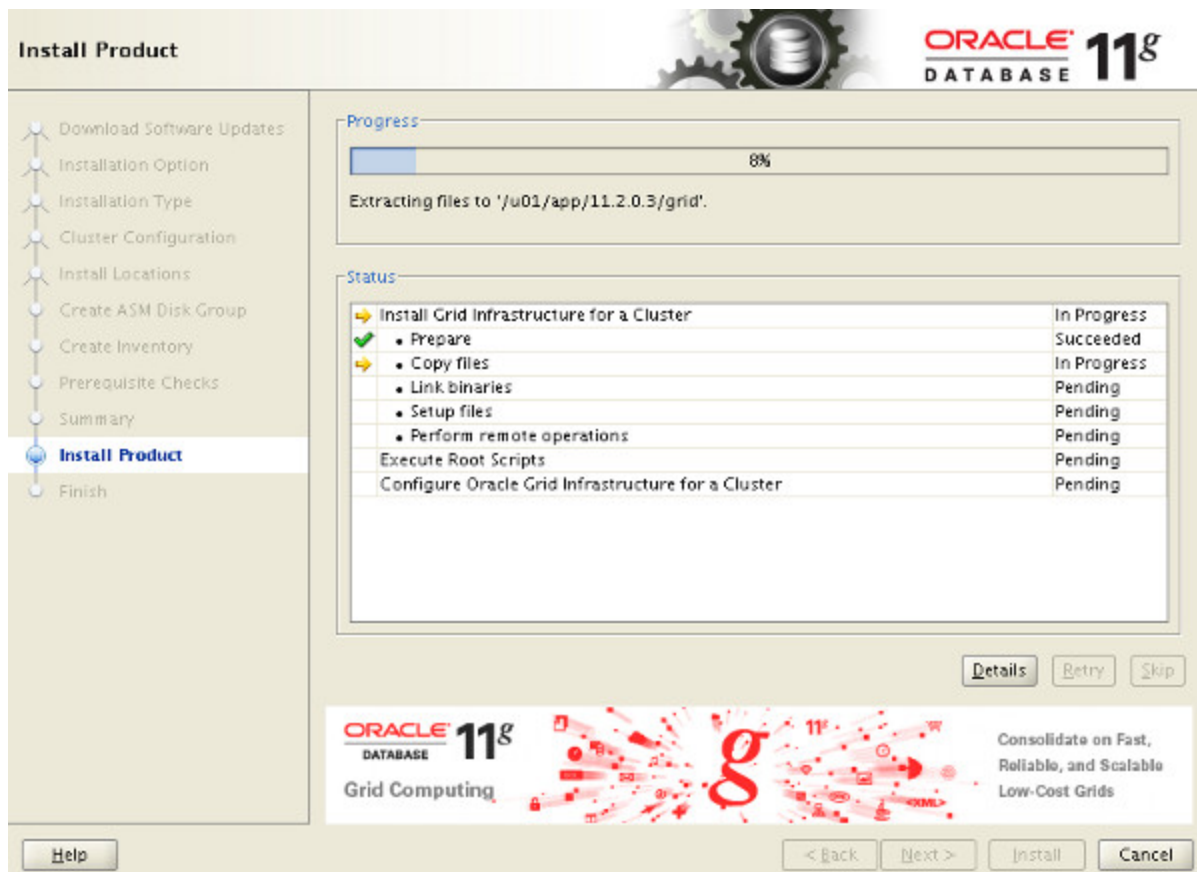 Install Product
ORACLE 11g
DATABASE
Download Software Updates
Installation Option
Installation Type
Cluster Configuration
Install Locations
Create ASM Disk Group
Create Inventory
Prerequisite Checks
Summary
Install Product
Finish
Progress
8%
Extracting files to '/u01/app/11.2.0.3/grid'.
Status
Install Grid Infrastructure for a Cluster In Progress
• Prepare Succeeded
• Copy files In Progress
• Link binaries Pending
• Setup files Pending
• Perform remote operations Pending
Execute Root Scripts Pending
Configure Oracle Grid Infrastructure for a Cluster Pending
Details Retry Skip
ORACLE 11g
DATABASE
Grid Computing
g
11g
<XML>
Consolidate on Fast,
Reliable, and Scalable
Low-Cost Grids
Help < Back Next > Install Cancel